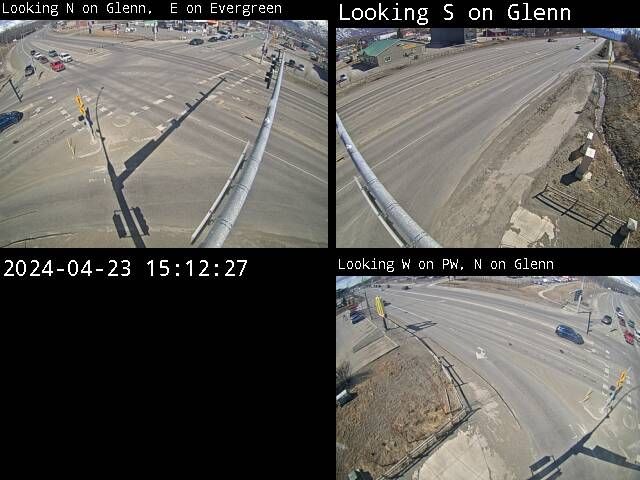 Looking N on Glenn,  E on Evergreen
Looking S on Glenn
2024-04-23 15:12:27
Looking W on PW, N on Glenn